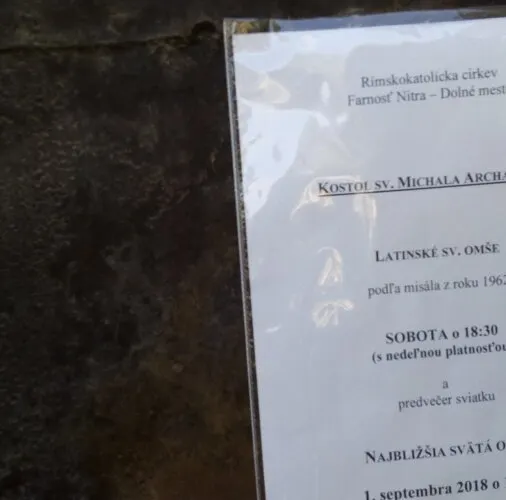 Rímskokatolícka cirkev
Farnosť Nitra – Dolné mest
KOSTOL SV. MICHALA ARCHA
LATINSKÉ SV. OMŠE
podľa misála z roku 1962
SOBOTA o 18:30
(s nedeľnou platnosťou
a
predvečer sviatku
NAJBLIŽŠIA SVÄTÁ O
1. septembra 2018 o